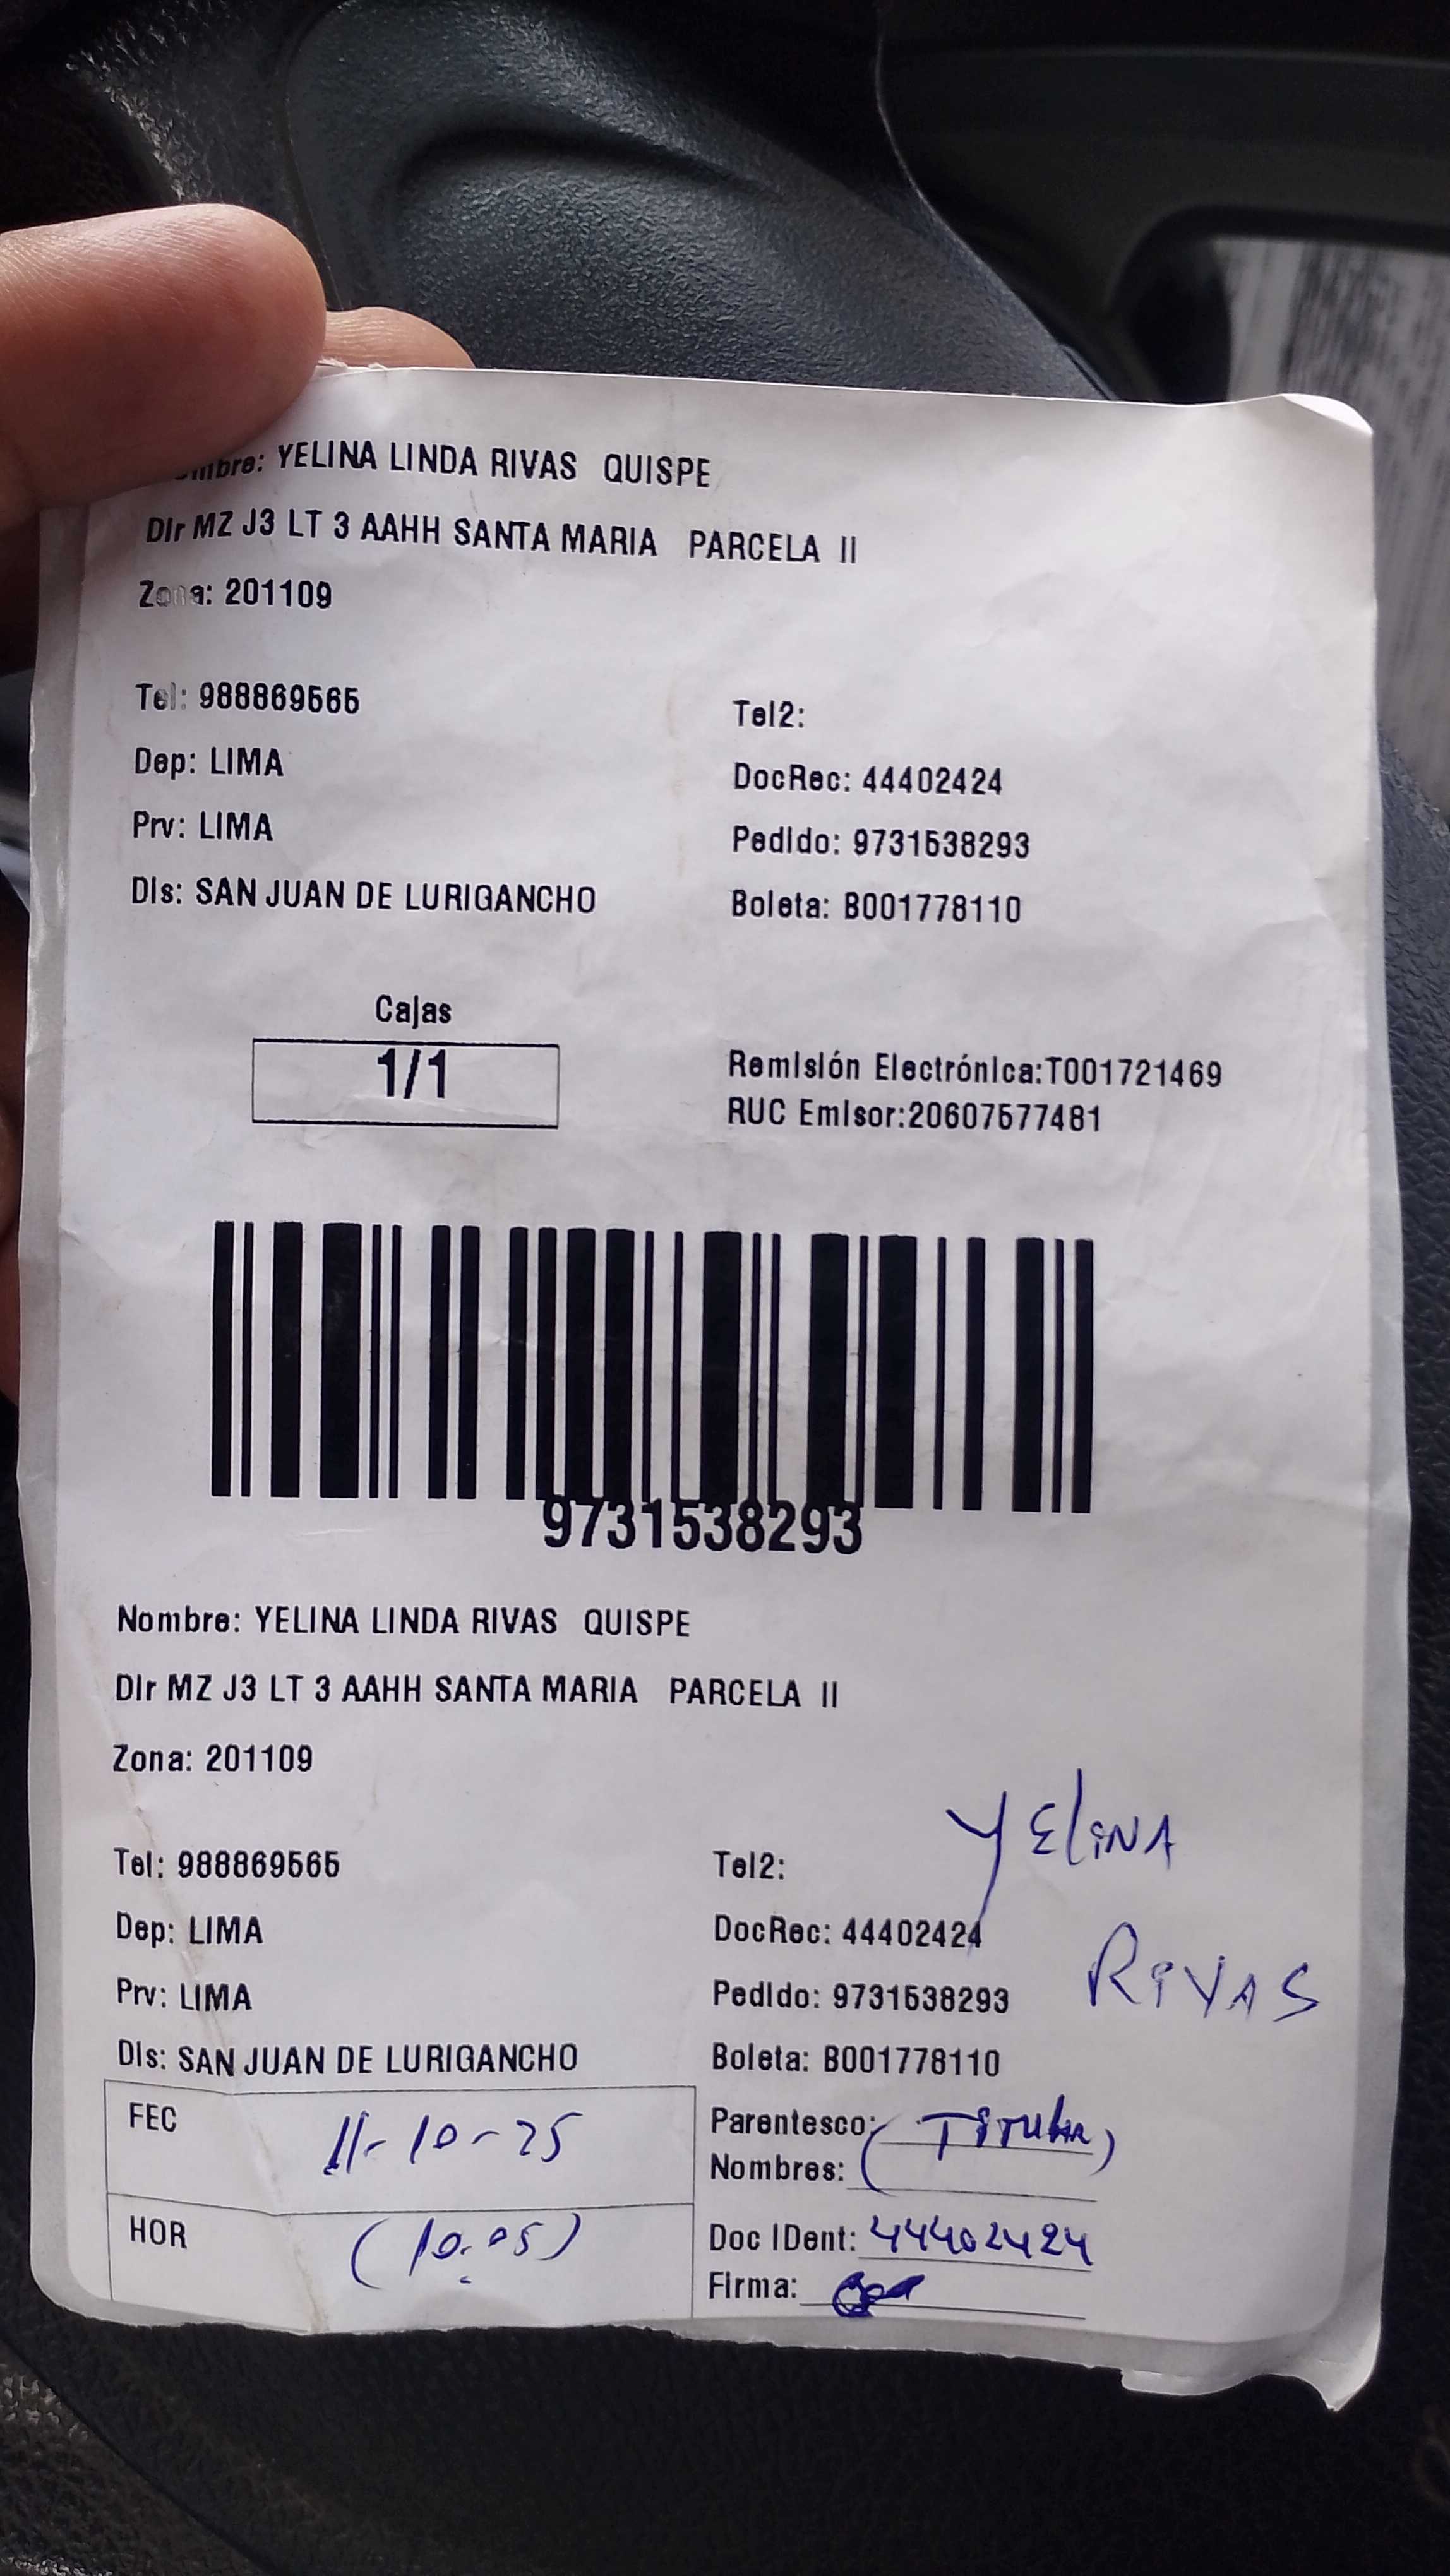 mbre: YELINA LINDA RIVAS QUISPE
Dir MZ J3 LT 3 AAHH SANTA MARIA PARCELA II
Zona: 201109
Tel: 988869565
Tel2:
Dep: LIMA
DocRec: 44402424
Prv: LIMA
Pedido: 9731538293
Dis: SAN JUAN DE LURIGANCHO
Boleta: B001778110
Cajas
1/1
Remisión Electrónica:T001721469
RUC Emisor:20607577481
9731538293
Nombre: YELINA LINDA RIVAS QUISPE
Dir MZ J3 LT 3 AAHH SANTA MARIA PARCELA II
Zona: 201109
YELiNA
Tel: 988869565
Tel2:
Dep: LIMA
DocRec: 44402424
RiVAS
Prv: LIMA
Pedido: 9731538293
Dis: SAN JUAN DE LURIGANCHO
Boleta: B001778110
FEC 11-10-25
Parentesco: (TiTular)
Nombres:
HOR (10:05)
Doc IDent: 44402424
Firma: